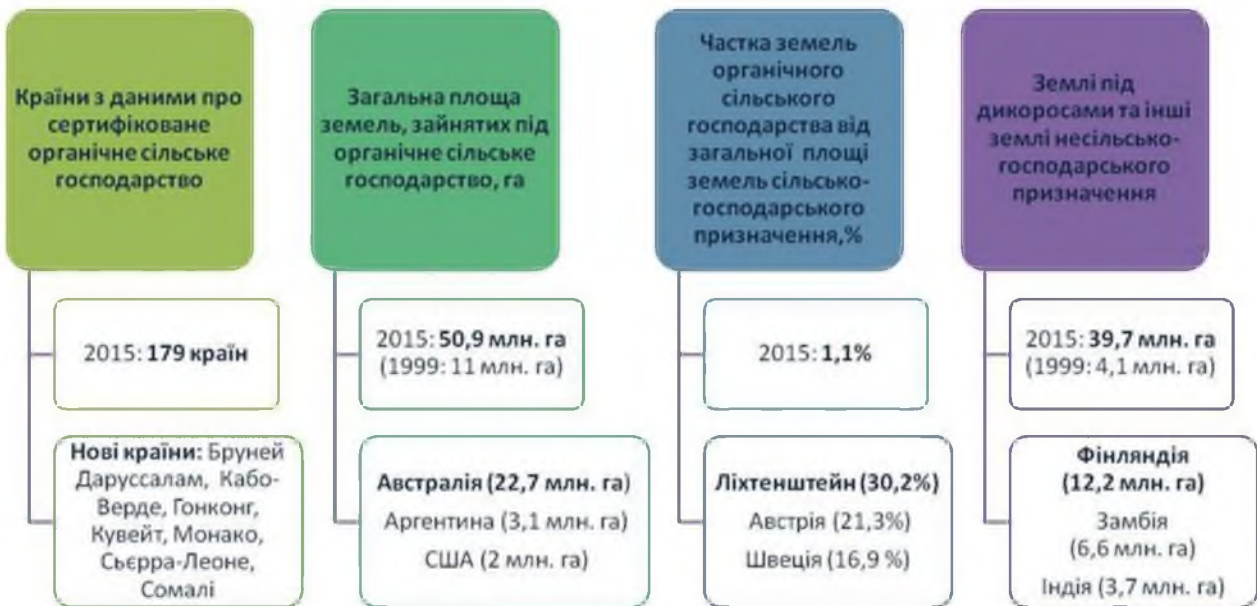 Країни з даними про
сертифіковане
органічне сільське
господарство
2015: 179 країн
Нові країни: Бруней
Даруссалам, Кабо-
Верде, Гонконг,
Кувейт, Монако,
Сьєрра-Леоне,
Сомалі
Загальна площа
земель, зайнятих під
органічне сільське
господарство, га
2015: 50,9 млн. га
(1999: 11 млн. га)
Австралія (22,7 млн. га)
Аргентина (3,1 млн. га)
США (2 млн. га)
Частка земель
органічного
сільського
господарства від
загальної площі
земель сільсько-
господарського
призначення,%
2015: 1,1%
Ліхтенштейн (30,2%)
Австрія (21,3%)
Швеція (16,9 %)
Землі під
дикоросами та інші
землі несільсько-
господарського
призначення
2015: 39,7 млн. га
(1999: 4,1 млн. га)
Фінляндія
(12,2 млн. га)
Замбія
(6,6 млн. га)
Індія (3,7 млн. га)